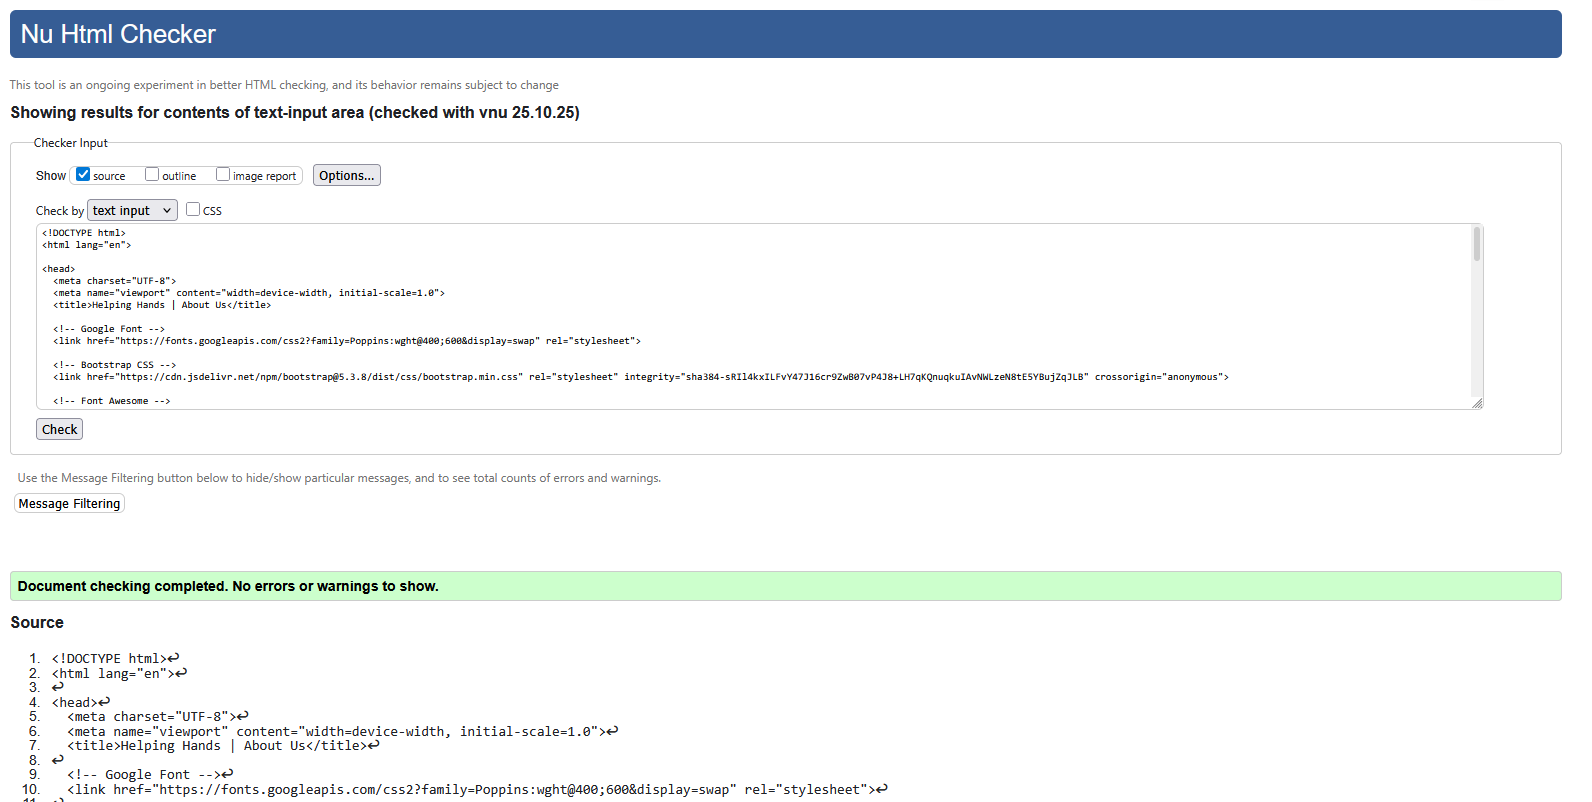 Nu Html Checker
This tool is an ongoing experiment in better HTML checking, and its behavior remains subject to change
Showing results for contents of text-input area (checked with vnu 25.10.25)
Checker Input
Show source outline image report Options...
Check by text input CSS
<!DOCTYPE html>
<html lang="en">
<head>
<meta charset="UTF-8">
<meta name="viewport" content="width=device-width, initial-scale=1.0">
<title>Helping Hands | About Us</title>
<!-- Google Font -->
<link href="https://fonts.googleapis.com/css2?family=Poppins:wght@400;600&display=swap" rel="stylesheet">
<!-- Bootstrap CSS -->
<link href="https://cdn.jsdelivr.net/npm/bootstrap@5.3.8/dist/css/bootstrap.min.css" rel="stylesheet" integrity="sha384-sRIl4kxILFvY47J16cr9ZwB07vP4J8+LH7qKQnuqkuIAvNWLzeN8tE5YBujZqJLB" crossorigin="anonymous">
<!-- Font Awesome -->
Check
Use the Message Filtering button below to hide/show particular messages, and to see total counts of errors and warnings.
Message Filtering
Document checking completed. No errors or warnings to show.
Source
1. <!DOCTYPE html>↩
2. <html lang="en">↩
3. ↩
4. <head>↩
5. <meta charset="UTF-8">↩
6. <meta name="viewport" content="width=device-width, initial-scale=1.0">↩
7. <title>Helping Hands | About Us</title>↩
8. ↩
9. <!-- Google Font -->↩
10. <link href="https://fonts.googleapis.com/css2?family=Poppins:wght@400;600&display=swap" rel="stylesheet">↩